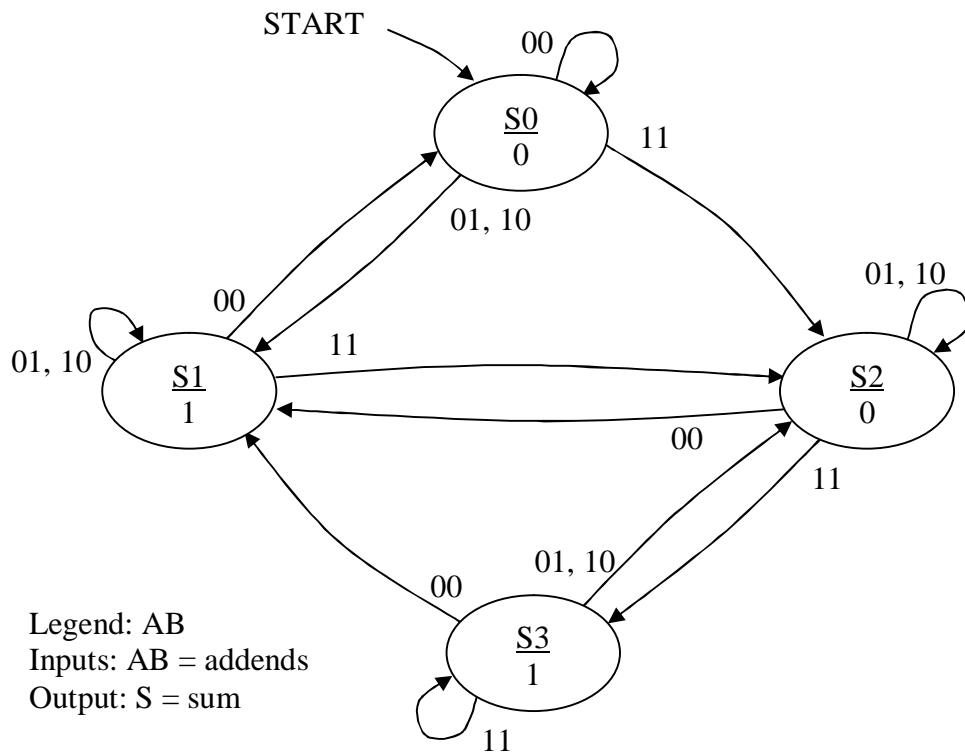 START
00
S0
0
11
01, 10
01, 10
00
01, 10
11
S1
1
S2
0
00
11
01, 10
00
S3
1
11
Legend: AB
Inputs: AB = addends
Output: S = sum